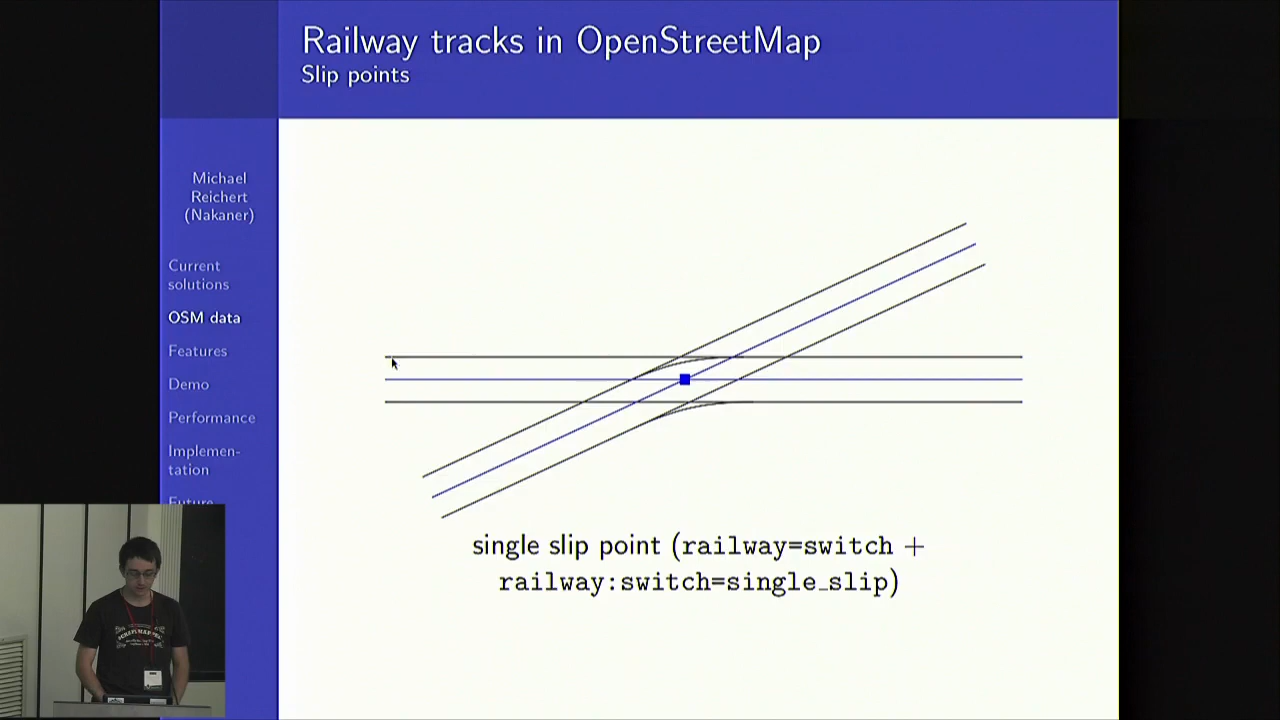 Railway tracks in OpenStreetMap
Slip points
Michael
Reichert
(Nakaner)
Current
solutions
OSM data
Features
Demo
Performance
Implemen-
tation
Future
single slip point (railway=switch +
railway:switch=single_slip)